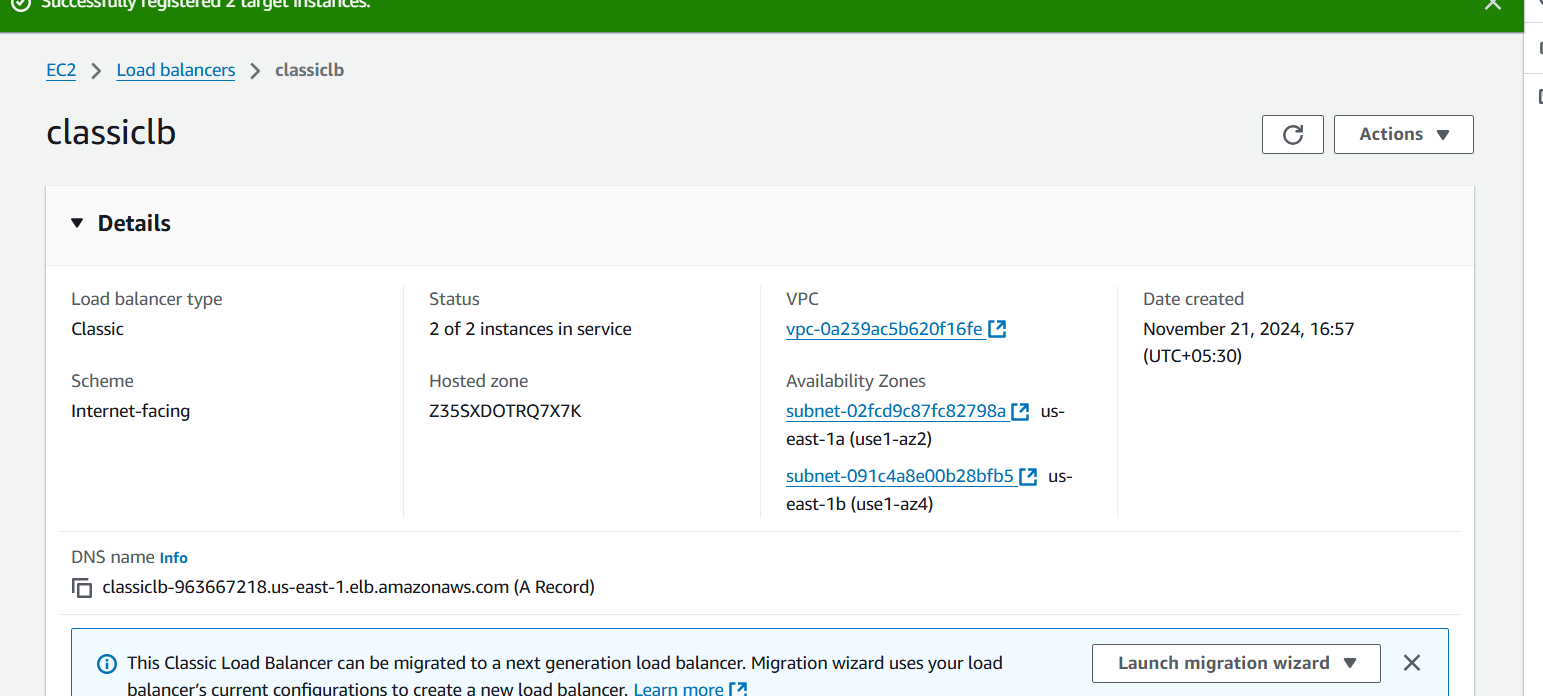 Successfully registered 2 target instances.
EC2 > Load balancers > classiclb
classiclb
Actions
Details
Load balancer type
Classic
Scheme
Internet-facing
Status
2 of 2 instances in service
Hosted zone
Z35SXDOTRQ7X7K
VPC
vpc-0a239ac5b620f16fe
Availability Zones
subnet-02fcd9c87fc82798a us-
east-1a (use1-az2)
subnet-091c4a8e00b28bfb5 us-
east-1b (use1-az4)
Date created
November 21, 2024, 16:57
(UTC+05:30)
DNS name Info
classiclb-963667218.us-east-1.elb.amazonaws.com (A Record)
This Classic Load Balancer can be migrated to a next generation load balancer. Migration wizard uses your load
balancer's current configurations to create a new load balancer. Learn more
Launch migration wizard